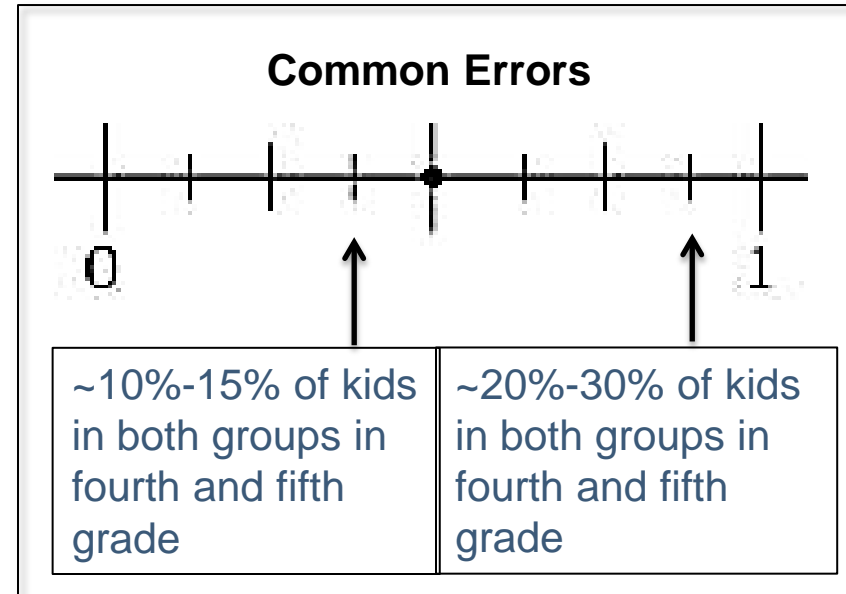 Common Errors
0 1
~10%-15% of kids
in both groups in
fourth and fifth
grade
~20%-30% of kids
in both groups in
fourth and fifth
grade